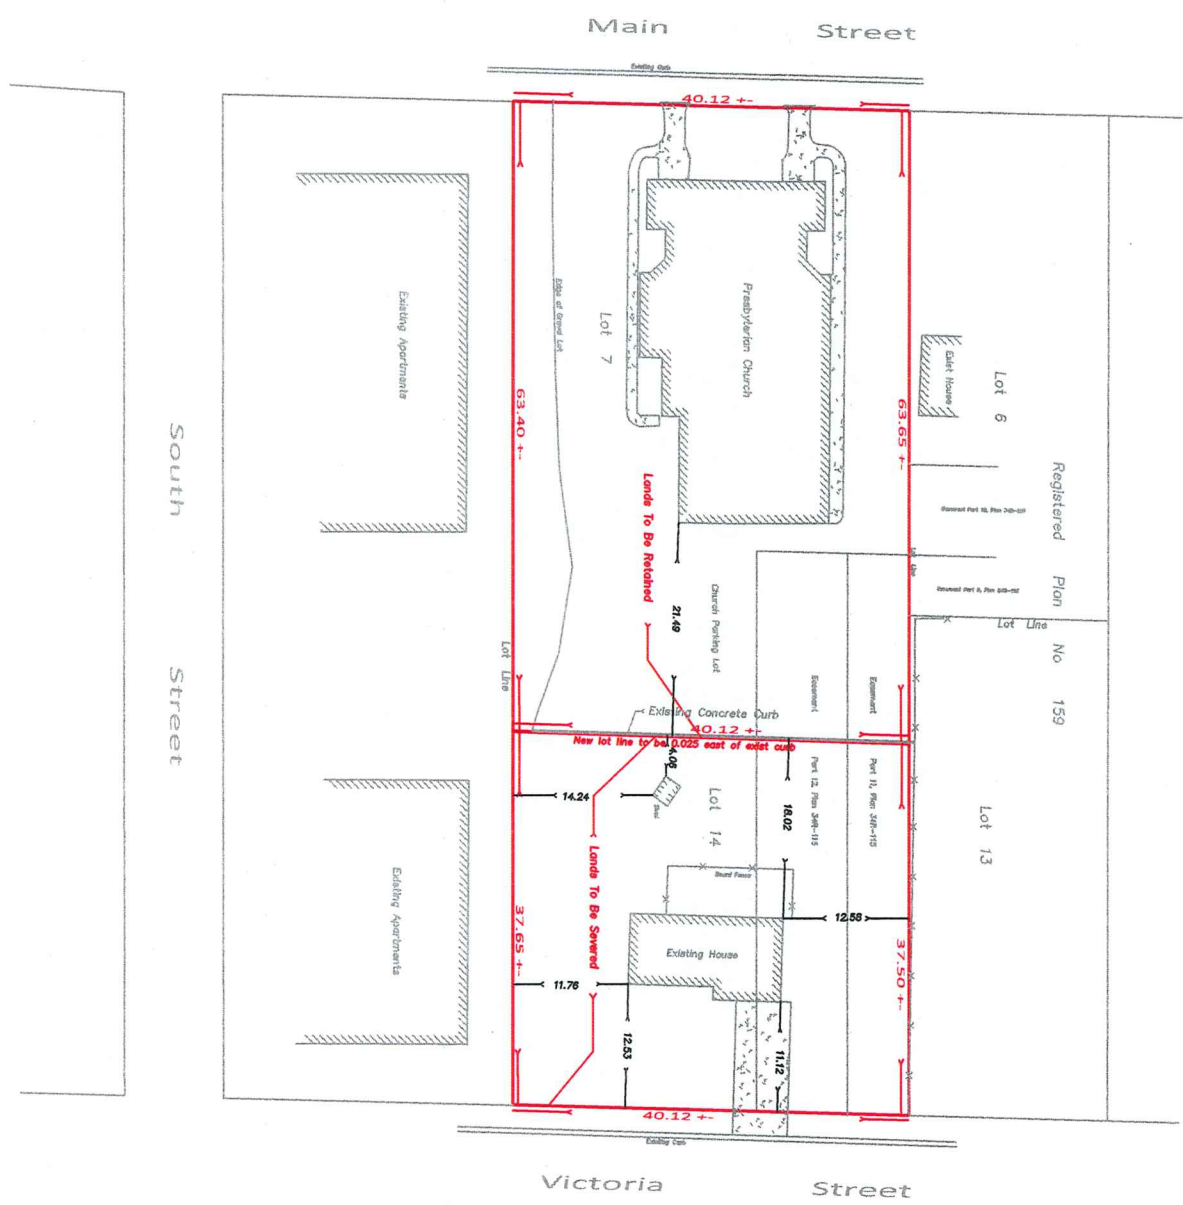 Main Street
Existing Curb
40.12 +-
Existing Apartments
Edge of Gravel Lot
Lot 7
Presbyterian Church
Exist House
Lot 6
63.40 +-
63.65 +-
South Street
Registered Plan No 159
Lands To Be Retained
21.49
Church Parking Lot
Lot Line
Lot Line
Lot Line
Easement
Easement
Existing Concrete Curb
40.12 +-
New lot line to be 0.025 east of exist curb
4.06
14.24
Shed
Lot 14
18.02
Part 12, Plan 34R-115
Part 11, Plan 34R-115
Lot 13
Board Fence
Existing Apartments
Lands To Be Severed
37.65 +-
12.58
37.50 +-
Existing House
11.76
12.53
11.12
40.12 +-
Existing Curb
Victoria Street